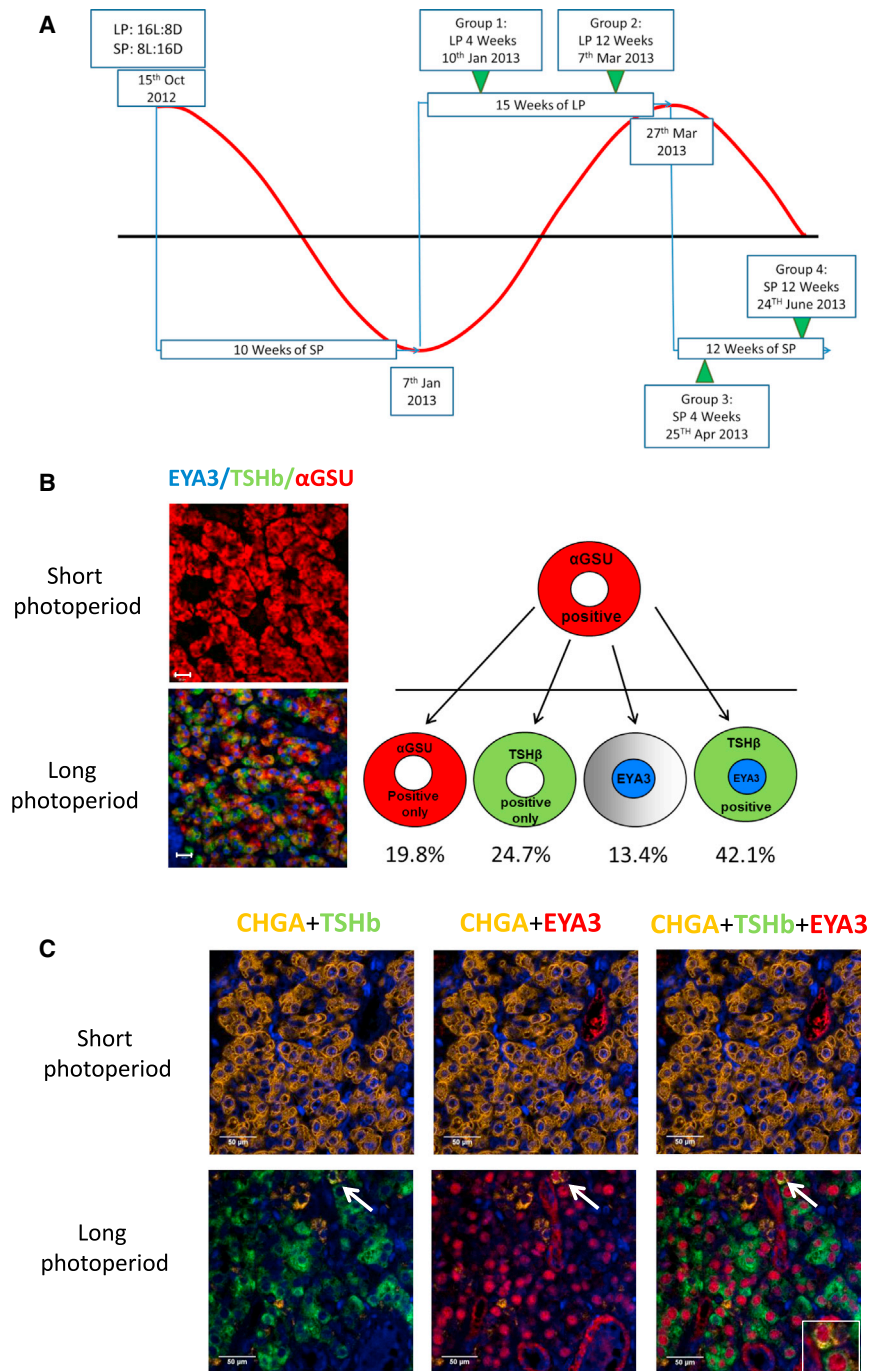 A
LP: 16L:8D
SP: 8L:16D
15th Oct
2012
Group 1:
LP 4 Weeks
10th Jan 2013
Group 2:
LP 12 Weeks
7th Mar 2013
15 Weeks of LP
27th Mar
2013
Group 4:
SP 12 Weeks
24TH June 2013
10 Weeks of SP
12 Weeks of SP
7th Jan
2013
Group 3:
SP 4 Weeks
25TH Apr 2013
B
EYA3/TSHb/αGSU
Short
photoperiod
αGSU
positive
Long
photoperiod
αGSU
Positive
only
TSHβ
positive
only
EYA3
TSHβ
EYA3
positive
19.8%
24.7%
13.4%
42.1%
C
CHGA+TSHb
CHGA+EYA3
CHGA+TSHb+EYA3
Short
photoperiod
50 µm
50 µm
50 µm
Long
photoperiod
50 µm
50 µm
50 µm